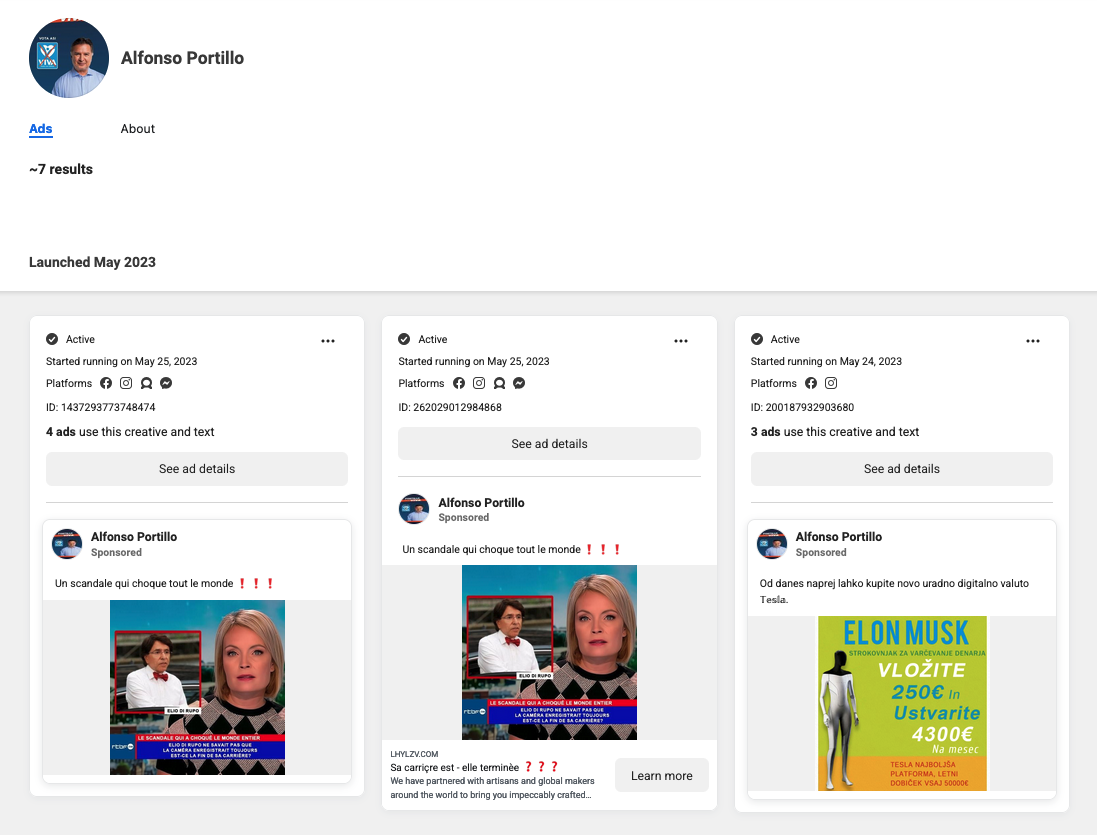 VOTA AN
VIVA
Alfonso Portillo
Ads
About
~7 results
Launched May 2023
Active
Started running on May 25, 2023
Platforms
ID: 1437293773748474
4 ads use this creative and text
See ad details
Alfonso Portillo
Sponsored
Un scandale qui choque tout le monde ❗ ❗ ❗
ELIO DI RUPO
rtbf
LE SCANDALE QUI A CHOQUÉ LE MONDE ENTIER
ELIO DI RUPO NE SAVAIT PAS QUE
LA CAMÉRA ENREGISTRAIT TOUJOURS
EST-CE LA FIN DE SA CARRIÈRE?
Active
Started running on May 25, 2023
Platforms
ID: 262029012984868
See ad details
Alfonso Portillo
Sponsored
Un scandale qui choque tout le monde ❗ ❗ ❗
ELIO DI RUPO
rtbf
LE SCANDALE QUI A CHOQUÉ LE MONDE ENTIER
ELIO DI RUPO NE SAVAIT PAS QUE
LA CAMÉRA ENREGISTRAIT TOUJOURS
EST-CE LA FIN DE SA CARRIÈRE?
LHYLZV.COM
Sa carriçre est - elle terminèe ❓ ❓ ❓
We have partnered with artisans and global makers
around the world to bring you impeccably crafted...
Learn more
Active
Started running on May 24, 2023
Platforms
ID: 200187932903680
3 ads use this creative and text
See ad details
Alfonso Portillo
Sponsored
Od danes naprej lahko kupite novo uradno digitalno valuto
Tesla.
ELON MUSK
STROKOVNJAK ZA VARČEVANJE DENARJA
VLOŽITE
250€ In
Ustvarite
4300€
Na mesec
TESLA NAJBOLJŠA
PLATFORMA, LETNI
DOBIČEK VSAJ 50000€